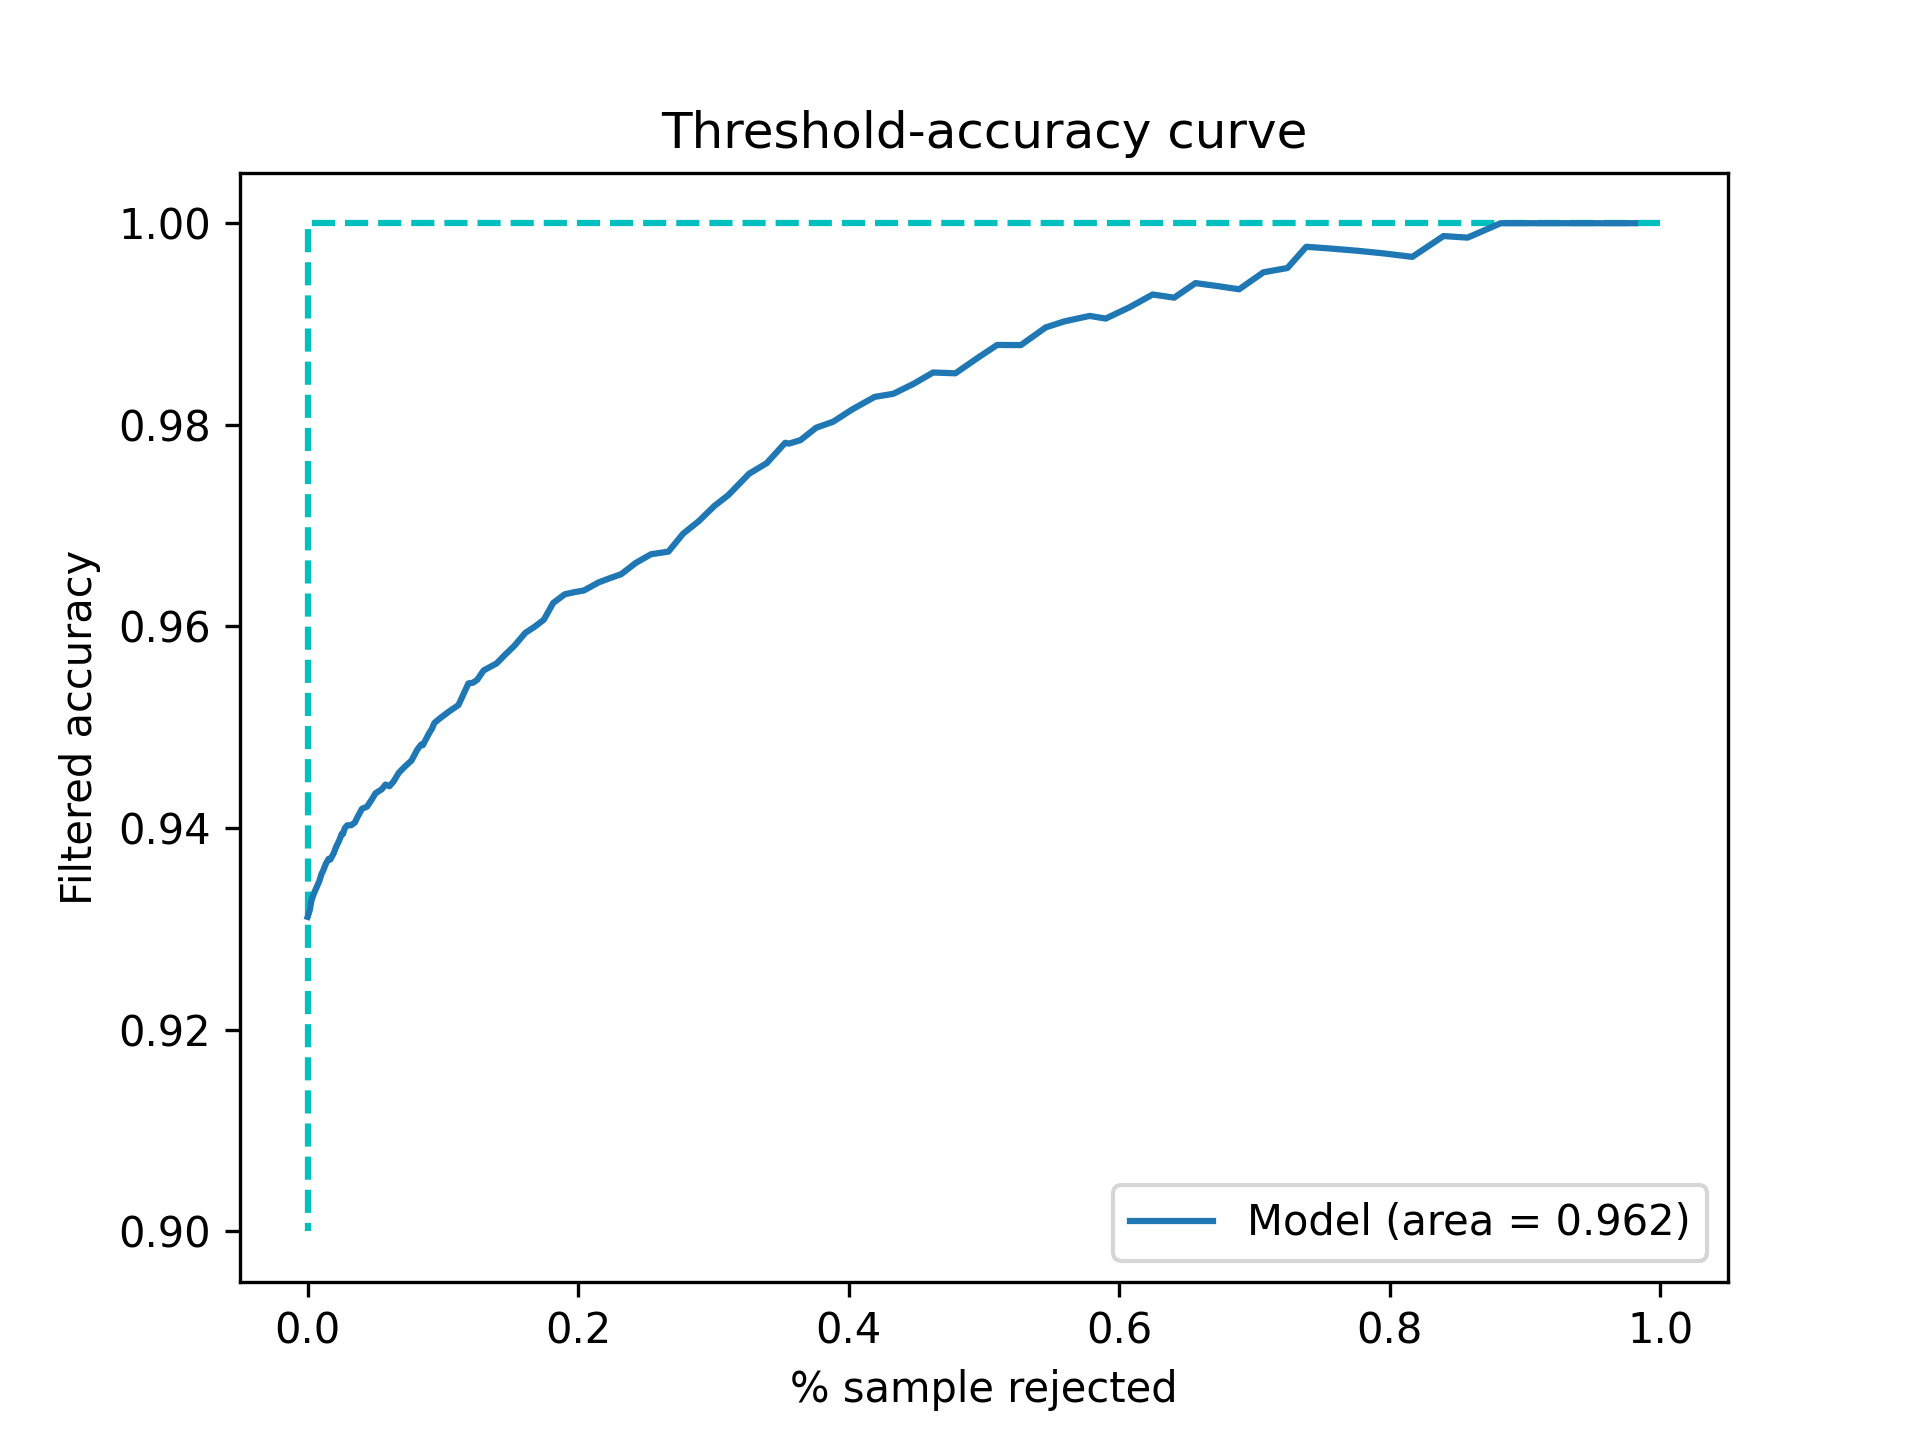 Threshold-accuracy curve
1.00
0.98
0.96
0.94
0.92
0.90
Filtered accuracy
Model (area = 0.962)
0.0 0.2 0.4 0.6 0.8 1.0
% sample rejected